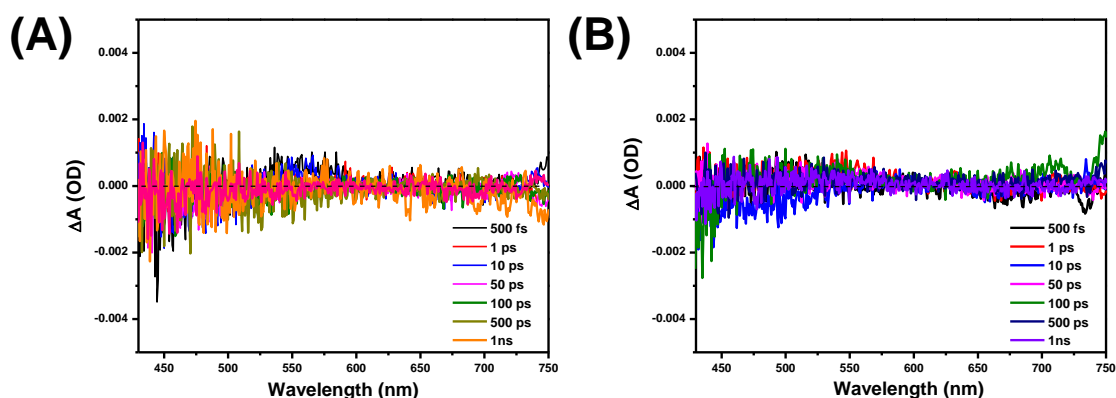 (A)
0.004
0.002
0.000
-0.002
-0.004
ΔA (OD)
500 fs
1 ps
10 ps
50 ps
100 ps
500 ps
1ns
450 500 550 600 650 700 750
Wavelength (nm)
(B)
0.004
0.002
0.000
-0.002
-0.004
ΔA (OD)
500 fs
1 ps
10 ps
50 ps
100 ps
500 ps
1ns
450 500 550 600 650 700 750
Wavelength (nm)